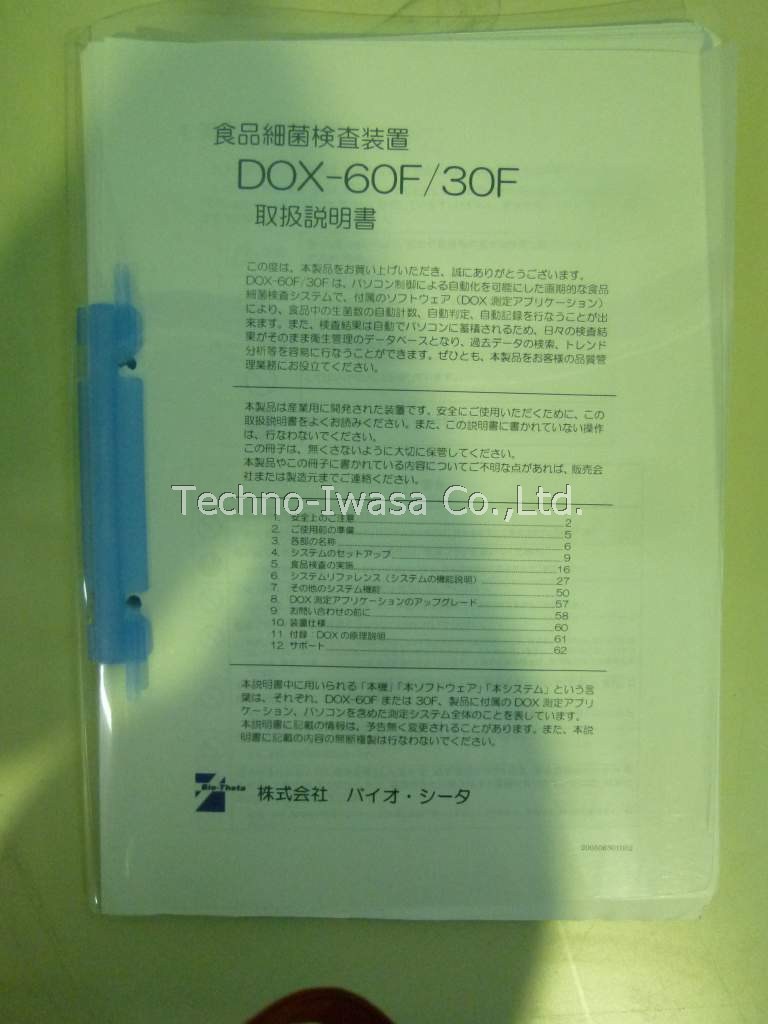 食品細菌検査装置
DOX-60F/30F
取扱説明書
この度は、本製品をお買い上げいただき、誠にありがとうございます。
DOX-60F/30Fは、パソコン制御による自動化を可能にした画期的な食品
細菌検査システムで、付属のソフトウェア（DOX 測定アプリケーション）
により、食品中の生菌数の自動計数、自動判定、自動記録を行なうことが出
来ます。また、検査結果は自動でパソコンに蓄積されるため、日々の検査結
果がそのまま衛生管理のデータベースとなり、過去データの検索、トレンド
分析等を容易に行なうことができます。ぜひとも、本製品をお客様の品質管
理業務にお役立てください。
本製品は産業用に開発された装置です。安全にご使用いただくために、この
取扱説明書をよくお読みください。また、この説明書に書かれていない操作
は、行なわないでください。
この冊子は、無くさないように大切に保管してください。
本製品やこの冊子に書かれている内容についてご不明な点があれば、販売会
社または製造元までご連絡ください。
Techno-Iwasa Co.,Ltd.
1. 安全上のご注意 2
2. ご使用前の準備 5
3. 各部の名称 6
4. システムのセットアップ 9
5. 食品検査の実施 16
6. システムリファレンス（システムの機能説明） 27
7. その他のシステム機能 50
8. DOX 測定アプリケーションのアップグレード 57
9. お問い合わせの前に 58
10. 装置仕様 60
11. 付録：DOXの原理説明 61
12. サポート 62
本説明書中に用いられる「本機」「本ソフトウェア」「本システム」という言
葉は、それぞれ、DOX-60F または 30F、製品に付属の DOX 測定アプリ
ケーション、パソコンを含めた測定システム全体のことを表しています。
本説明書に記載の情報は、予告無く変更されることがあります。また、本説
明書に記載の内容の無断複製は行なわないでください。
Bio-Theta
株式会社 バイオ・シータ